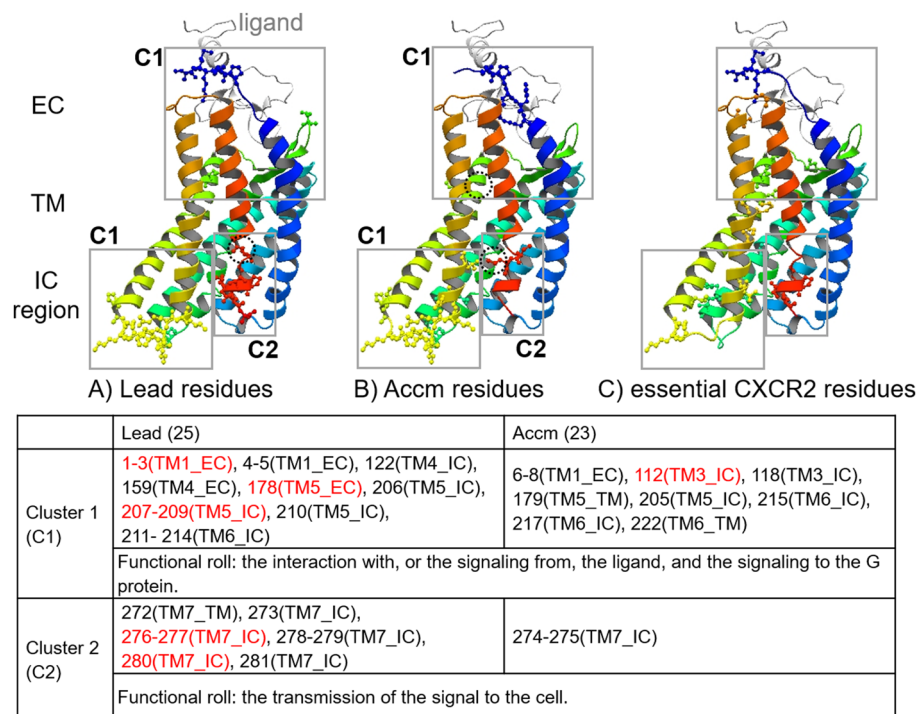 ligand
C1
EC
TM
C1
IC
region
C2
C1
C1
C2
A) Lead residues
B) Accm residues
C) essential CXCR2 residues
Lead (25)
Accm (23)
Cluster 1
(C1)
1-3(TM1_EC), 4-5(TM1_EC), 122(TM4_IC),
159(TM4_EC), 178(TM5_EC), 206(TM5_IC),
207-209(TM5_IC), 210(TM5_IC),
211- 214(TM6_IC)
6-8(TM1_EC), 112(TM3_IC), 118(TM3_IC),
179(TM5_TM), 205(TM5_IC), 215(TM6_IC),
217(TM6_IC), 222(TM6_TM)
Functional roll: the interaction with, or the signaling from, the ligand, and the signaling to the G
protein.
Cluster 2
(C2)
272(TM7_TM), 273(TM7_IC),
276-277(TM7_IC), 278-279(TM7_IC),
280(TM7_IC), 281(TM7_IC)
274-275(TM7_IC)
Functional roll: the transmission of the signal to the cell.